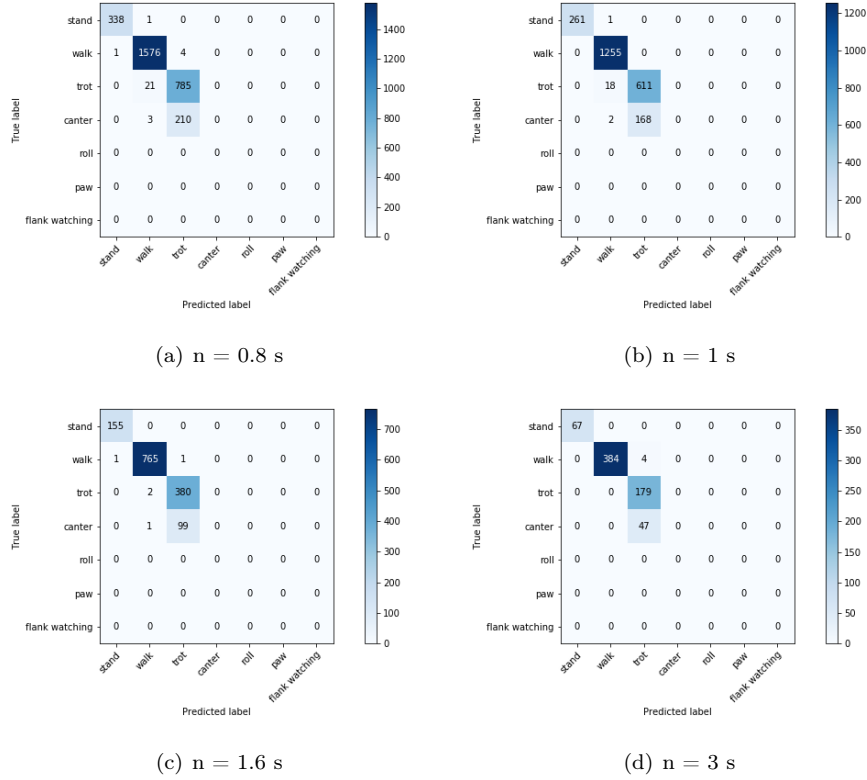 stand 338 1 0 0 0 0 0
walk 1 1576 4 0 0 0 0
trot 0 21 785 0 0 0 0
canter 0 3 210 0 0 0 0
roll 0 0 0 0 0 0 0
paw 0 0 0 0 0 0 0
flank watching 0 0 0 0 0 0 0
True label
stand walk trot canter roll paw flank watching
Predicted label
1400
1200
1000
800
600
400
200
0
(a) n = 0.8 s
stand 261 1 0 0 0 0 0
walk 0 1255 0 0 0 0 0
trot 0 18 611 0 0 0 0
canter 0 2 168 0 0 0 0
roll 0 0 0 0 0 0 0
paw 0 0 0 0 0 0 0
flank watching 0 0 0 0 0 0 0
True label
stand walk trot canter roll paw flank watching
Predicted label
1200
1000
800
600
400
200
0
(b) n = 1 s
stand 155 0 0 0 0 0 0
walk 1 765 1 0 0 0 0
trot 0 2 380 0 0 0 0
canter 0 1 99 0 0 0 0
roll 0 0 0 0 0 0 0
paw 0 0 0 0 0 0 0
flank watching 0 0 0 0 0 0 0
True label
stand walk trot canter roll paw flank watching
Predicted label
700
600
500
400
300
200
100
0
(c) n = 1.6 s
stand 67 0 0 0 0 0 0
walk 0 384 4 0 0 0 0
trot 0 0 179 0 0 0 0
canter 0 0 47 0 0 0 0
roll 0 0 0 0 0 0 0
paw 0 0 0 0 0 0 0
flank watching 0 0 0 0 0 0 0
True label
stand walk trot canter roll paw flank watching
Predicted label
350
300
250
200
150
100
50
0
(d) n = 3 s